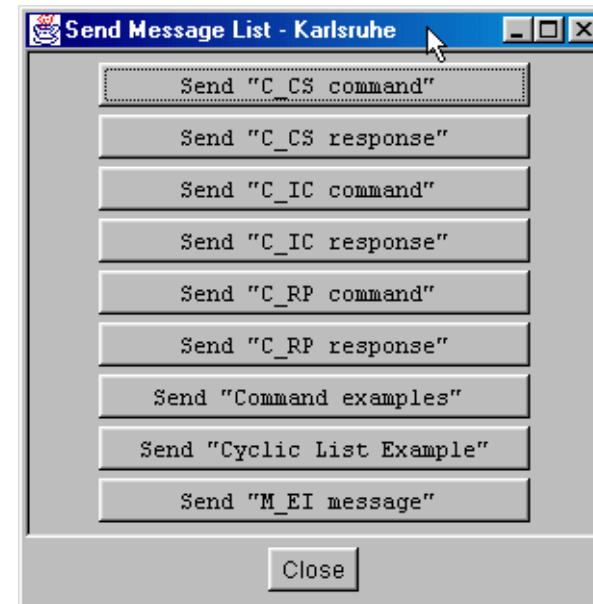 Send Message List - Karlsruhe
Send "C_CS command"
Send "C_CS response"
Send "C_IC command"
Send "C_IC response"
Send "C_RP command"
Send "C_RP response"
Send "Command examples"
Send "Cyclic List Example"
Send "M_EI message"
Close